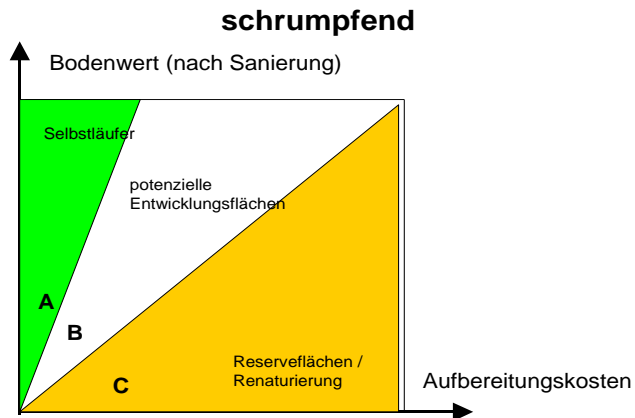 schrumpfend
Bodenwert (nach Sanierung)
Selbstläufer
potenzielle
Entwicklungsflächen
A
B
C
Reserveflächen /
Renaturierung
Aufbereitungskosten